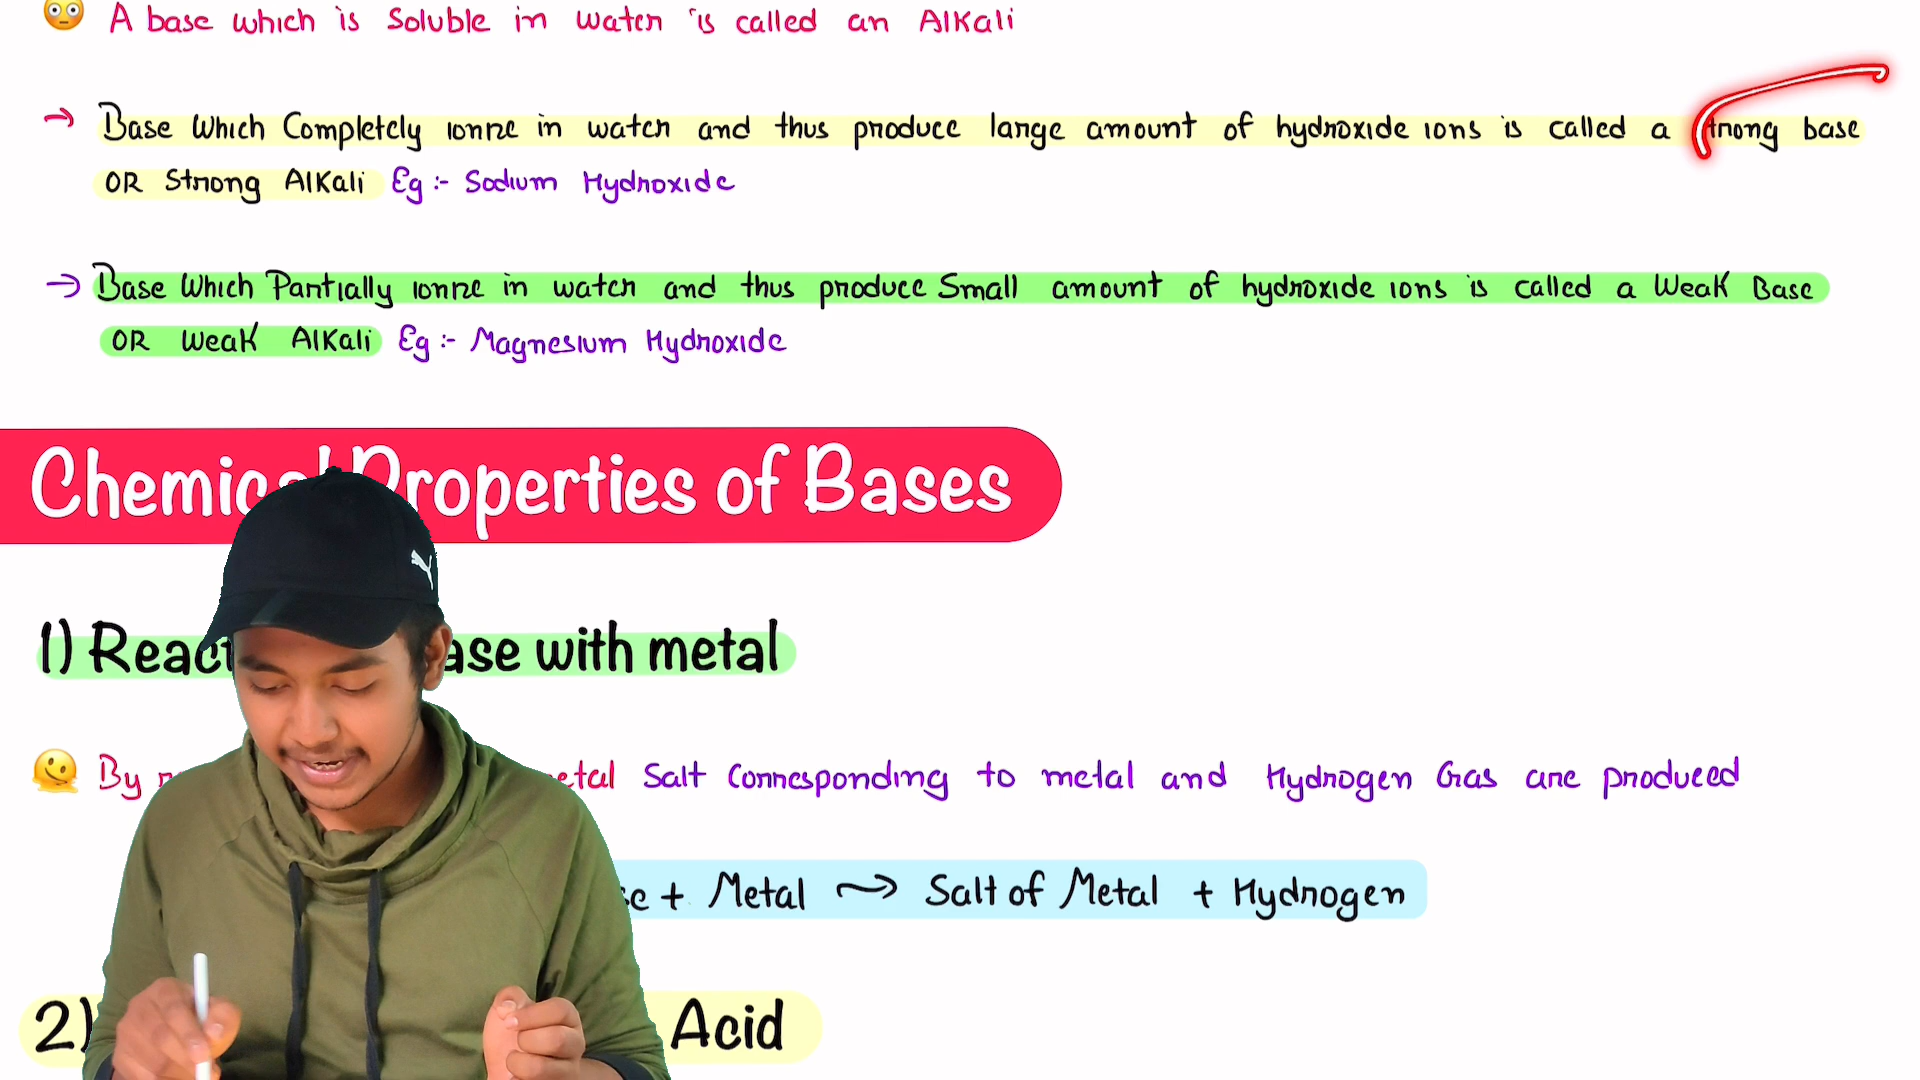 A base which is Soluble in water is called an Alkali
→ Base Which Completely ionize in water and thus produce large amount of hydroxide ions is called a trong base
OR Strong Alkali Eg :- Sodium Hydroxide
→ Base Which Partially ionize in water and thus produce Small amount of hydroxide ions is called a Weak Base
OR Weak Alkali Eg :- Magnesium Hydroxide
Chemical Properties of Bases
1) React ase with metal
By etal Salt Corresponding to metal and Hydrogen Gas are produced
se + Metal → Salt of Metal + Hydrogen
2) Acid